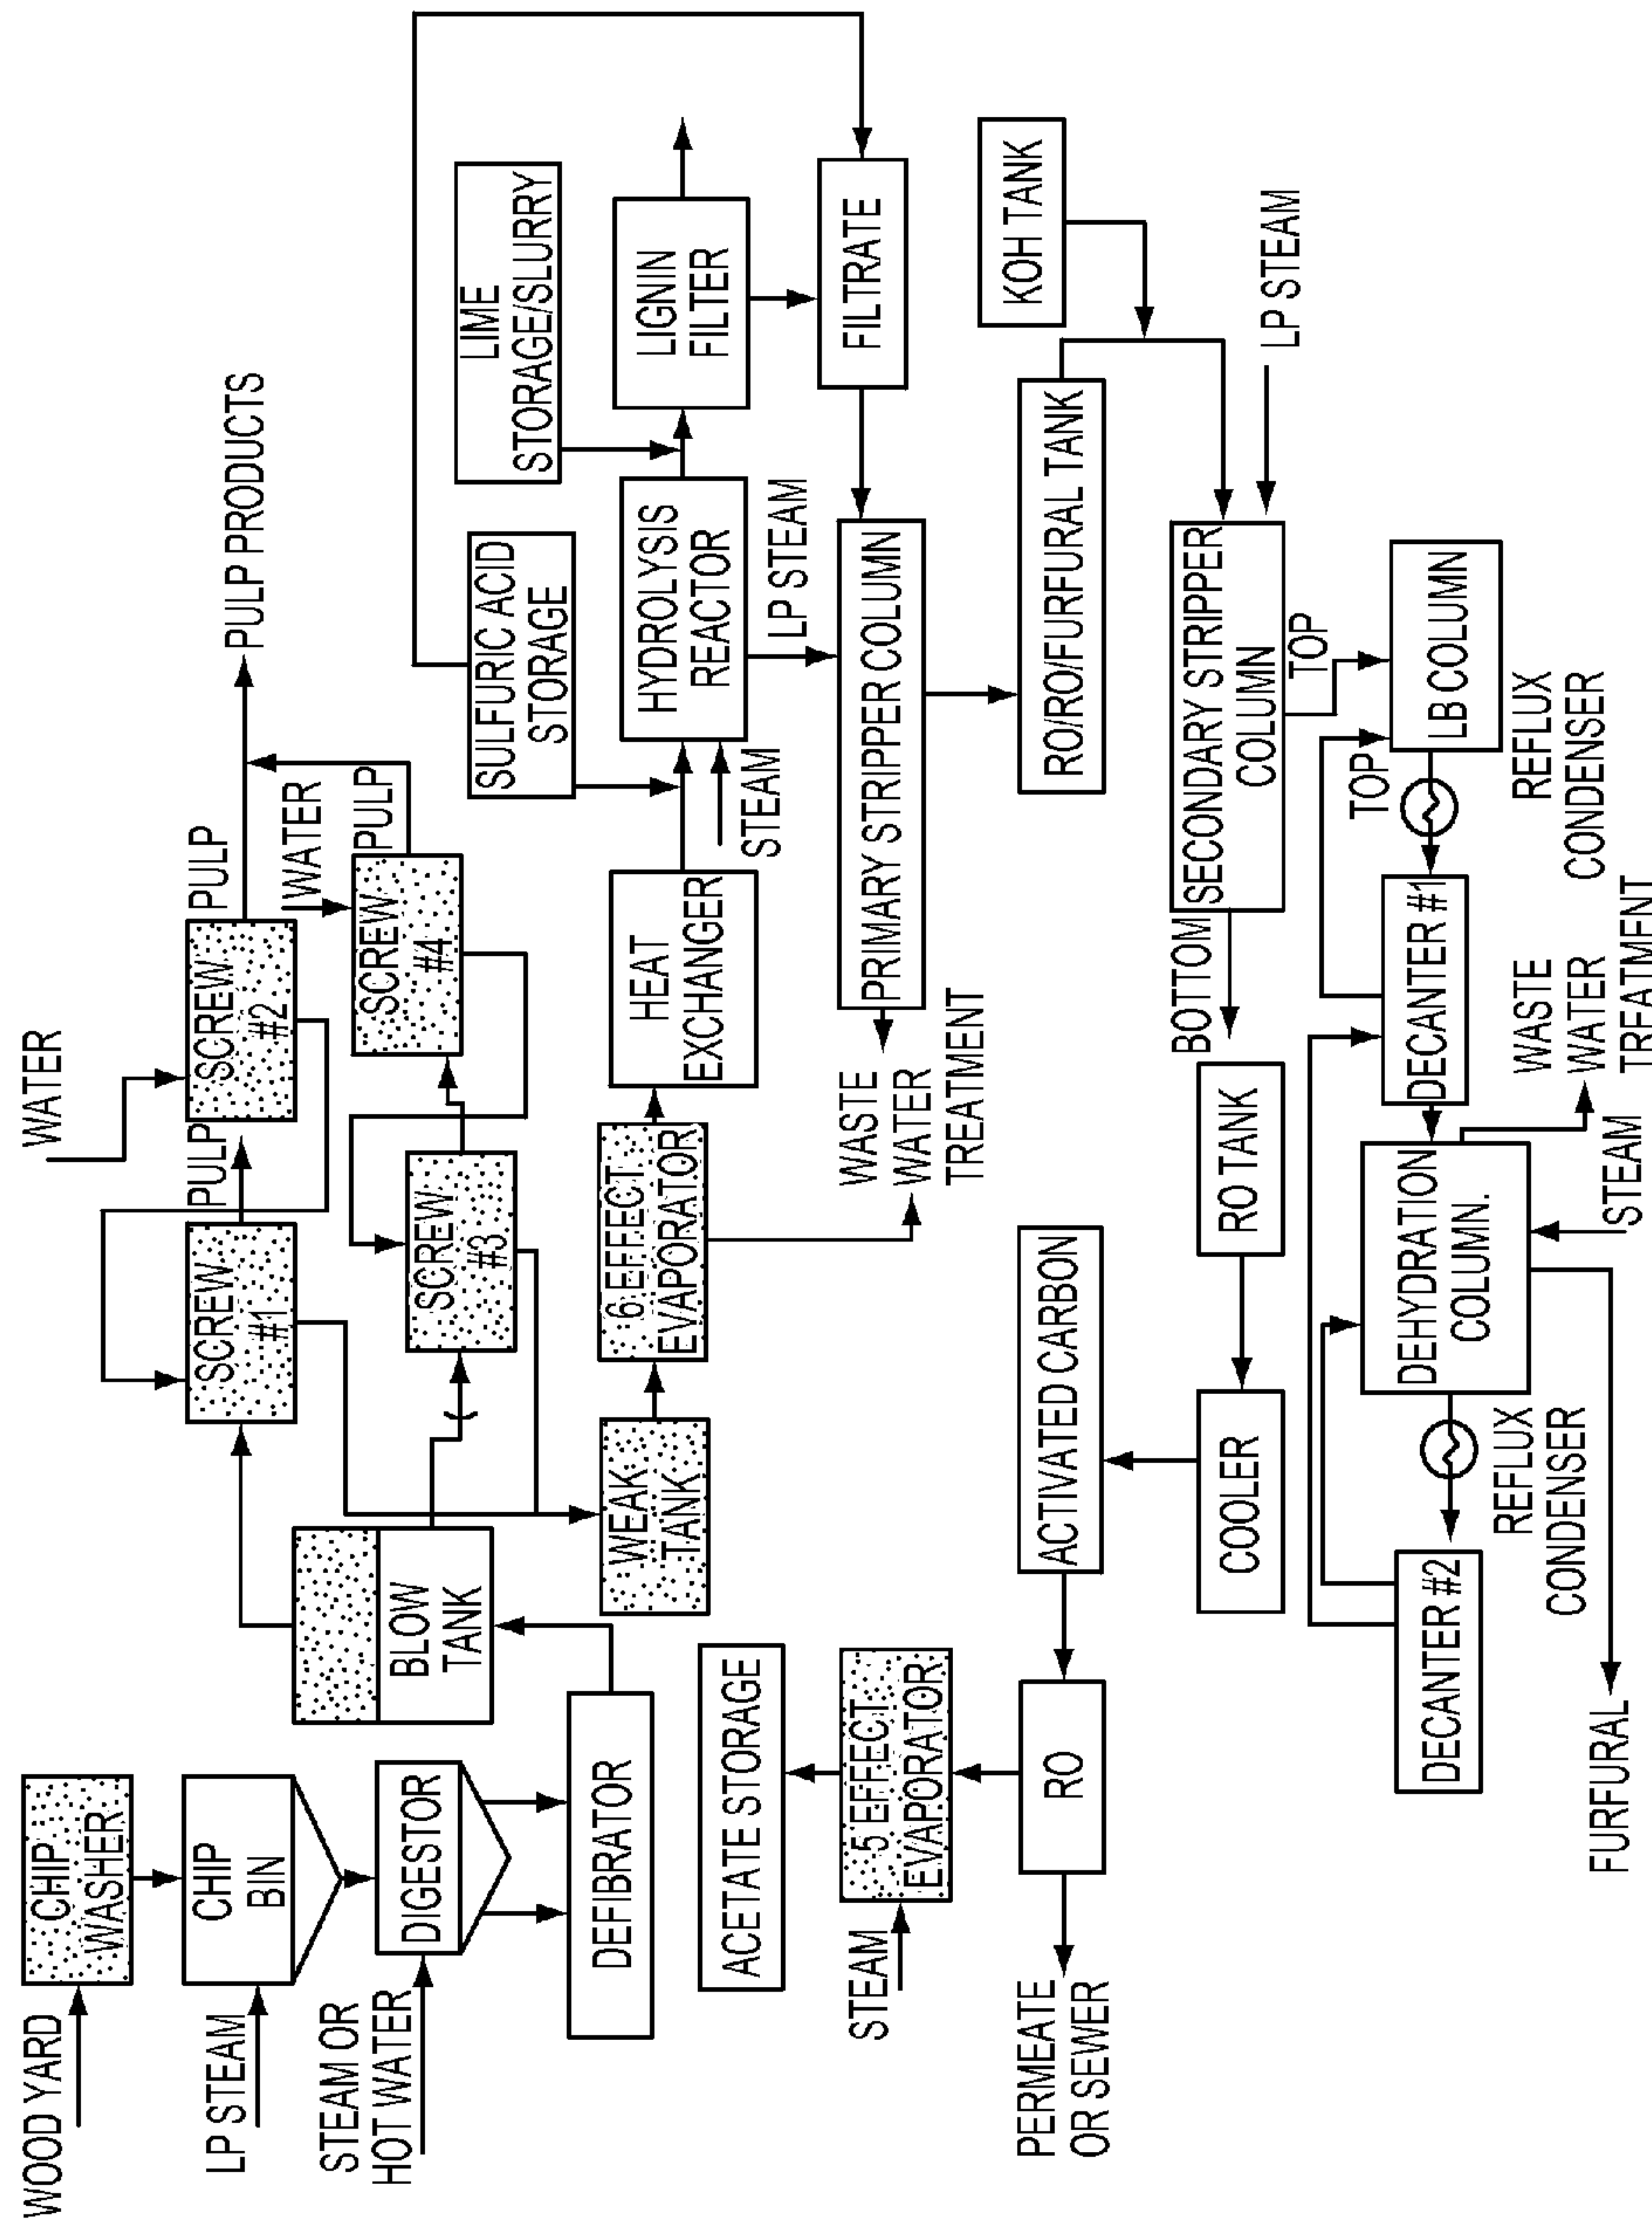 WOOD YARD
CHIP
WASHER
LP STEAM
CHIP
BIN
STEAM OR
HOT WATER
DIGESTOR
DEFIBRATOR
BLOW
TANK
WATER
SCREW
#1
PULP
SCREW
#2
PULP
PULP PRODUCTS
SCREW
#3
WATER
SCREW
#4
PULP
WEAK
TANK
6 EFFECT
EVAPORATOR
HEAT
EXCHANGER
STEAM
SULFURIC ACID
STORAGE
HYDROLYSIS
REACTOR
LIME
STORAGE/SLURRY
LIGNIN
FILTER
LP STEAM
FILTRATE
WASTE
WATER
TREATMENT
PRIMARY STRIPPER COLUMN
ACETATE STORAGE
STEAM
5 EFFECT
EVAPORATOR
PERMEATE
OR SEWER
RO
ACTIVATED CARBON
RO/RO/FURFURAL TANK
KOH TANK
COOLER
RO TANK
BOTTOM
SECONDARY STRIPPER
COLUMN
LP STEAM
TOP
DECANTER #2
REFLUX
CONDENSER
DEHYDRATION
COLUMN.
DECANTER #1
TOP
LB COLUMN
REFLUX
CONDENSER
WASTE
WATER
TREATMENT
STEAM
FURFURAL